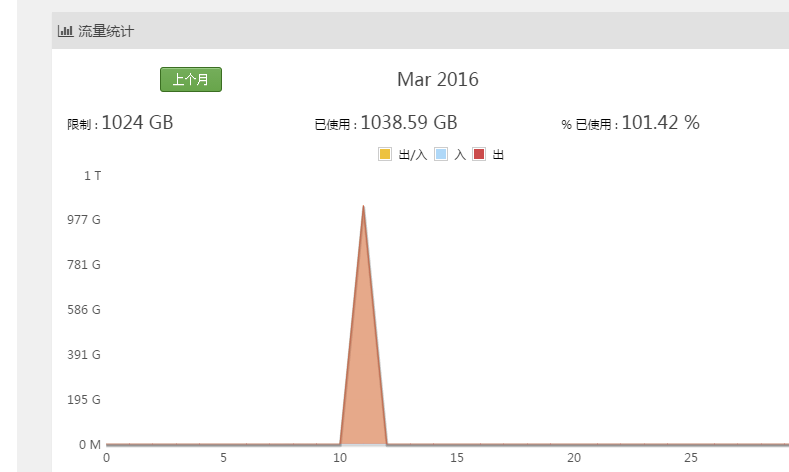 流量统计
上个月 Mar 2016
限制 : 1024 GB 已使用 : 1038.59 GB % 已使用 : 101.42 %
出/入 入 出
1 T
977 G
781 G
586 G
391 G
195 G
0 M
0 5 10 15 20 25